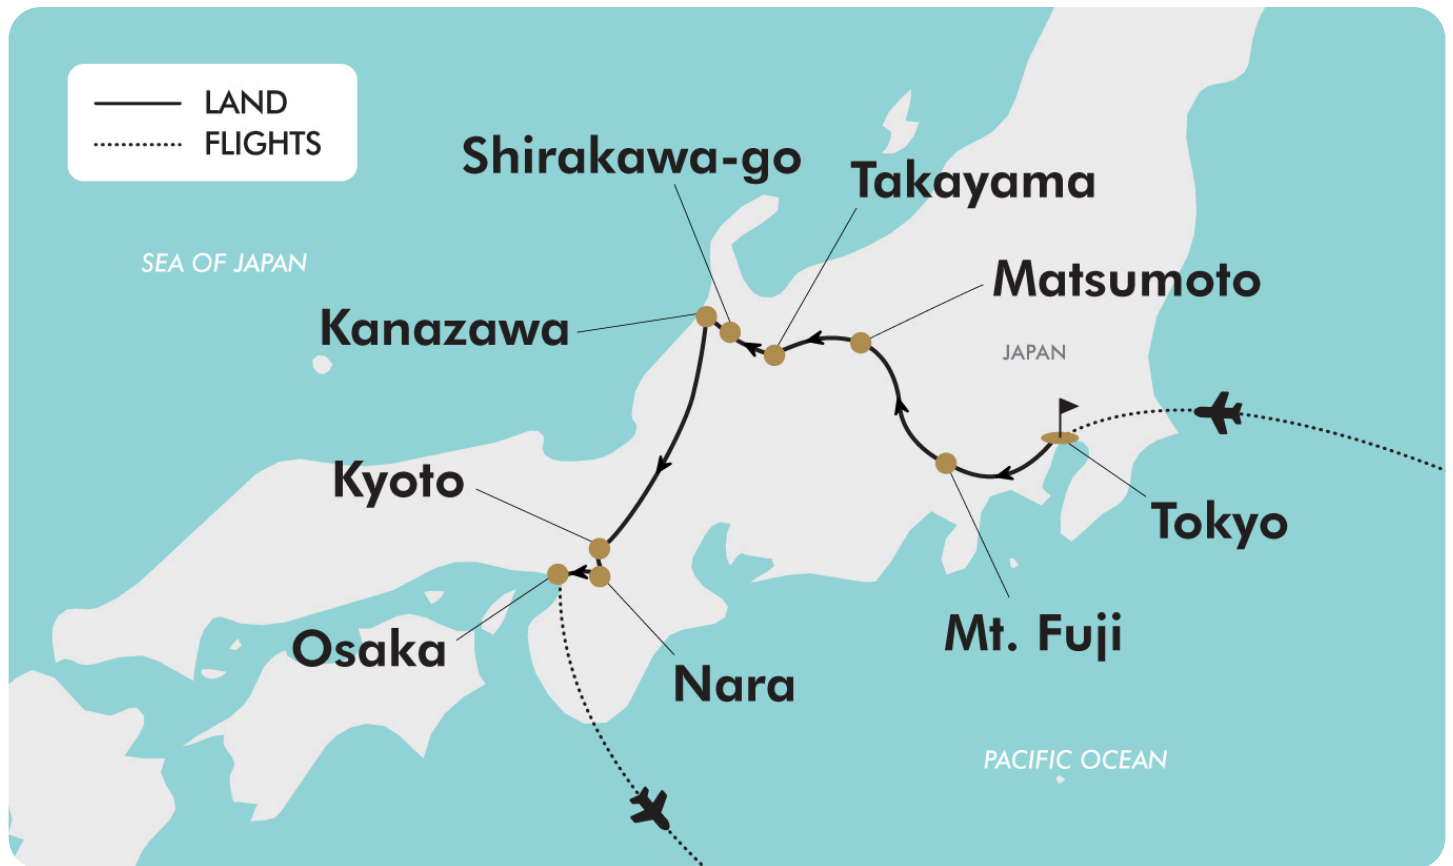 LAND
FLIGHTS
Shirakawa-go
Takayama
SEA OF JAPAN
Matsumoto
Kanazawa
JAPAN
Kyoto
Tokyo
Mt. Fuji
Osaka
Nara
PACIFIC OCEAN